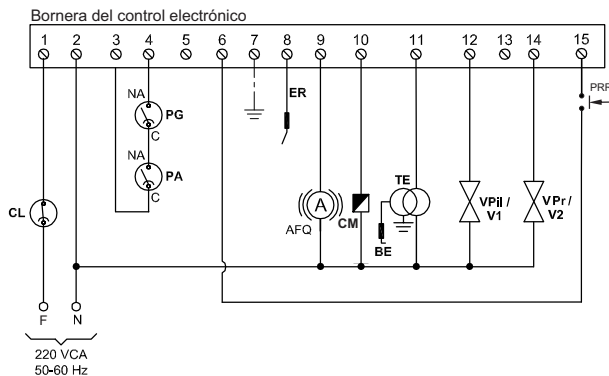 Bornera del control electrónico
1 2 3 4 5 6 7 8 9 10 11 12 13 14 15
NA
PG
C
NA
PA
C
ER
PRP
CL
A
AFQ
CM
TE
BE
VPil /
V1
VPr /
V2
F N
220 VCA
50-60 Hz